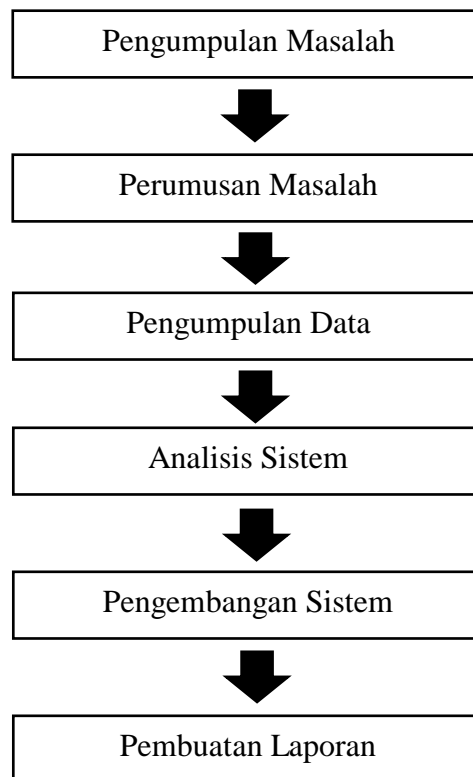 Pengumpulan Masalah
Perumusan Masalah
Pengumpulan Data
Analisis Sistem
Pengembangan Sistem
Pembuatan Laporan